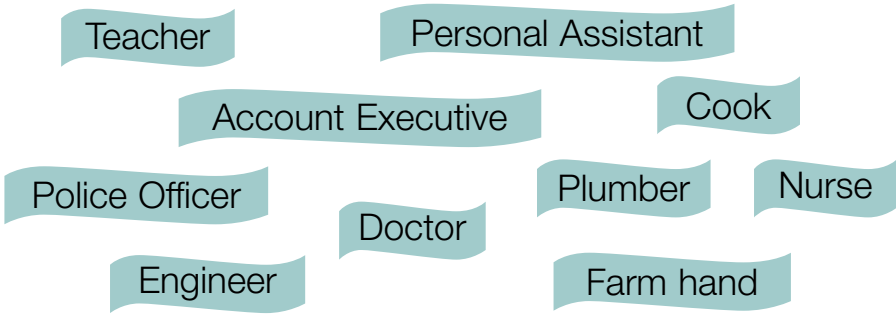 Teacher
Personal Assistant
Account Executive
Cook
Police Officer
Plumber
Nurse
Doctor
Engineer
Farm hand